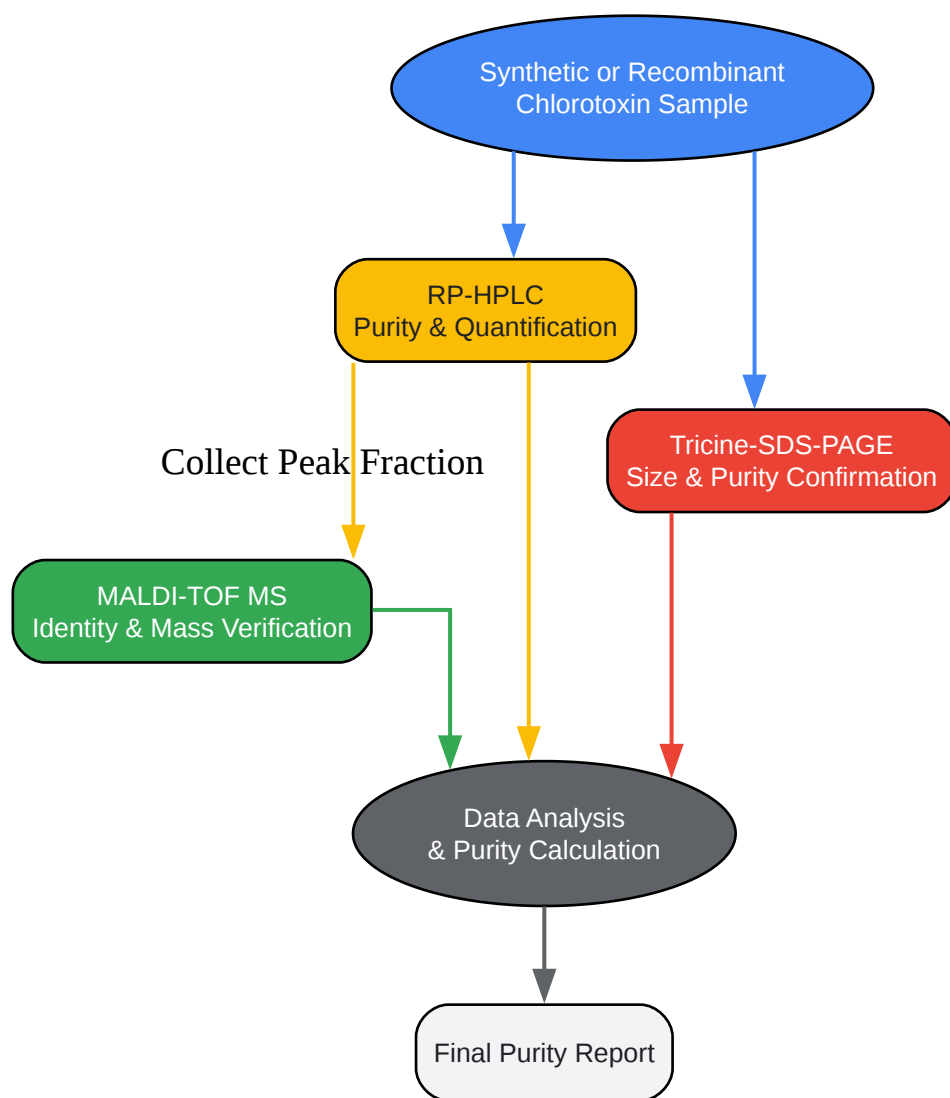 Synthetic or Recombinant
Chlorotoxin Sample
RP-HPLC
Purity & Quantification
Tricine-SDS-PAGE
Size & Purity Confirmation
Collect Peak Fraction
MALDI-TOF MS
Identity & Mass Verification
Data Analysis
& Purity Calculation
Final Purity Report